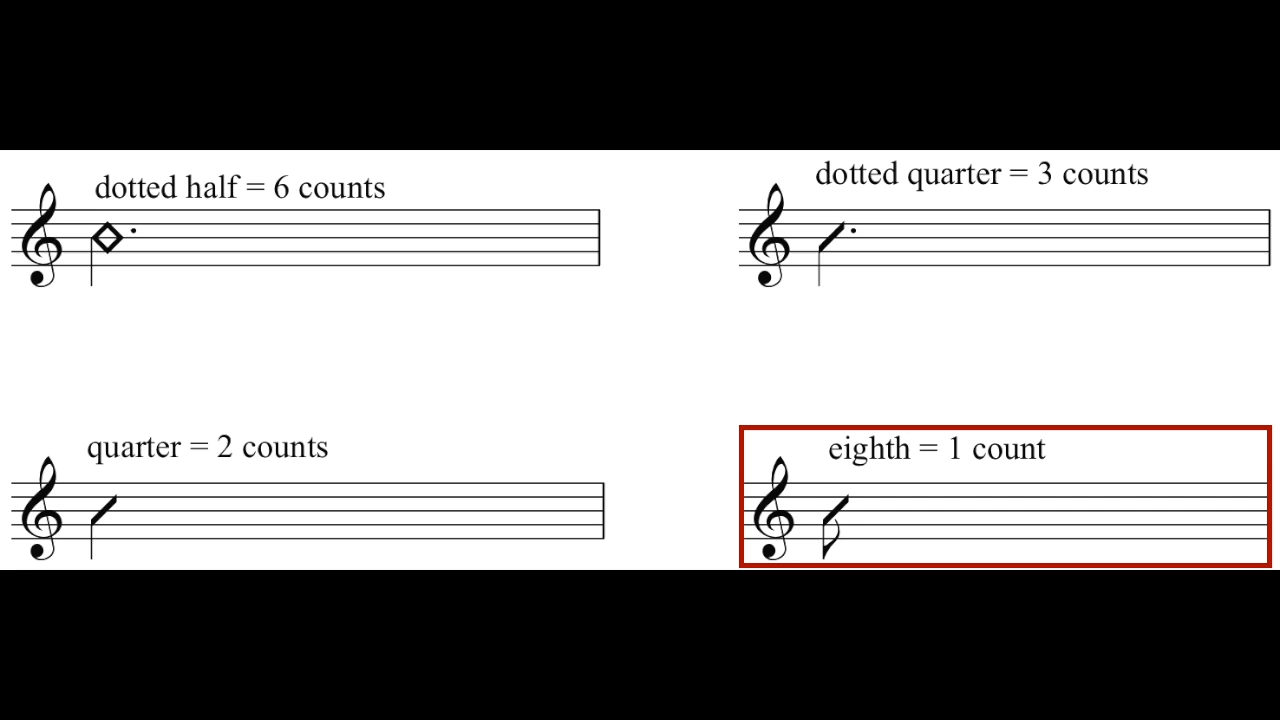 dotted half = 6 counts
dotted quarter = 3 counts
quarter = 2 counts
eighth = 1 count